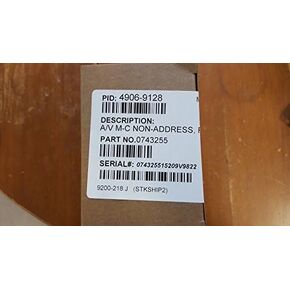 PID: 4906-9128
DESCRIPTION:
A/V M-C NON-ADDRESS,
PART NO.0743255
SERIAL#: 074325515209V9822
9200-218 J (STKSHIP2)